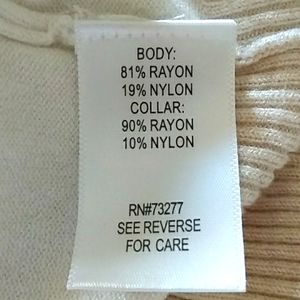 BODY:
81% RAYON
19% NYLON
COLLAR:
90% RAYON
10% NYLON
RN#73277
SEE REVERSE
FOR CARE